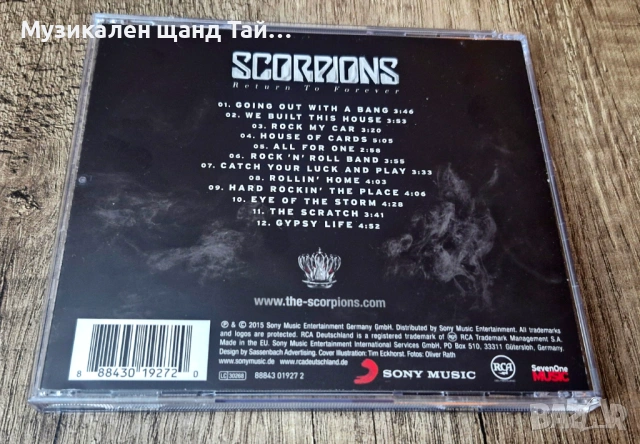 Музикален щанд Тай...
SCORPIONS
Return To Forever
01. GOING OUT WITH A BANG 3:46
02. WE BUILT THIS HOUSE 3:53
03. ROCK MY CAR 3:20
04. HOUSE OF CARDS 5:05
05. ALL FOR ONE 2:58
06. ROCK 'N' ROLL BAND 3:55
07. CATCH YOUR LUCK AND PLAY 3:33
08. ROLLIN' HOME 4:03
09. HARD ROCKIN' THE PLACE 4:06
10. EYE OF THE STORM 4:28
11. THE SCRATCH 3:41
12. GYPSY LIFE 4:52
www.the-scorpions.com
℗ & © 2015 Sony Music Entertainment Germany GmbH. Distributed by Sony Music Entertainment. All trademarks
and logos are protected. RCA Deutschland is a registered trademark of RCA Trademark Management S.A.
Made in the EU. Sony Music Entertainment International Services GmbH, PO Box 510, 33311 Gütersloh, Germany.
Design by Sassenbach Advertising. Cover Illustration: Tim Eckhorst. Fotos: Oliver Rath
www.sonymusic.de www.rcadeutschland.de
LC 30268 88843 01927 2
SONY MUSIC
RCA
SevenOne
MUSIC
8 88430 19272 0
bazar.bg